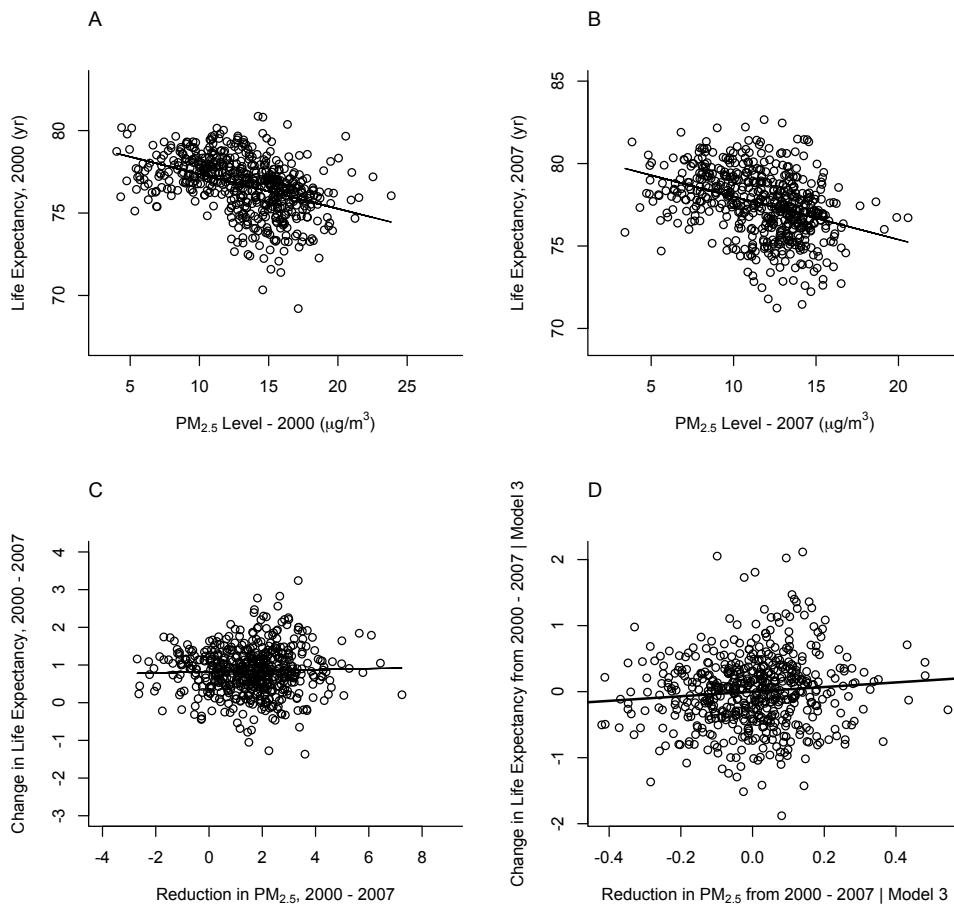 A
Life Expectancy, 2000 (yr)
80
75
70
5 10 15 20 25
PM2.5 Level - 2000 (μg/m³)
B
Life Expectancy, 2007 (yr)
85
80
75
70
5 10 15 20
PM2.5 Level - 2007 (μg/m³)
C
Change in Life Expectancy, 2000 - 2007
4
3
2
1
0
-1
-2
-3
-4 -2 0 2 4 6 8
Reduction in PM2.5, 2000 - 2007
D
Change in Life Expectancy from 2000 - 2007 | Model 3
2
1
0
-1
-2
-0.4 -0.2 0.0 0.2 0.4
Reduction in PM2.5 from 2000 - 2007 | Model 3